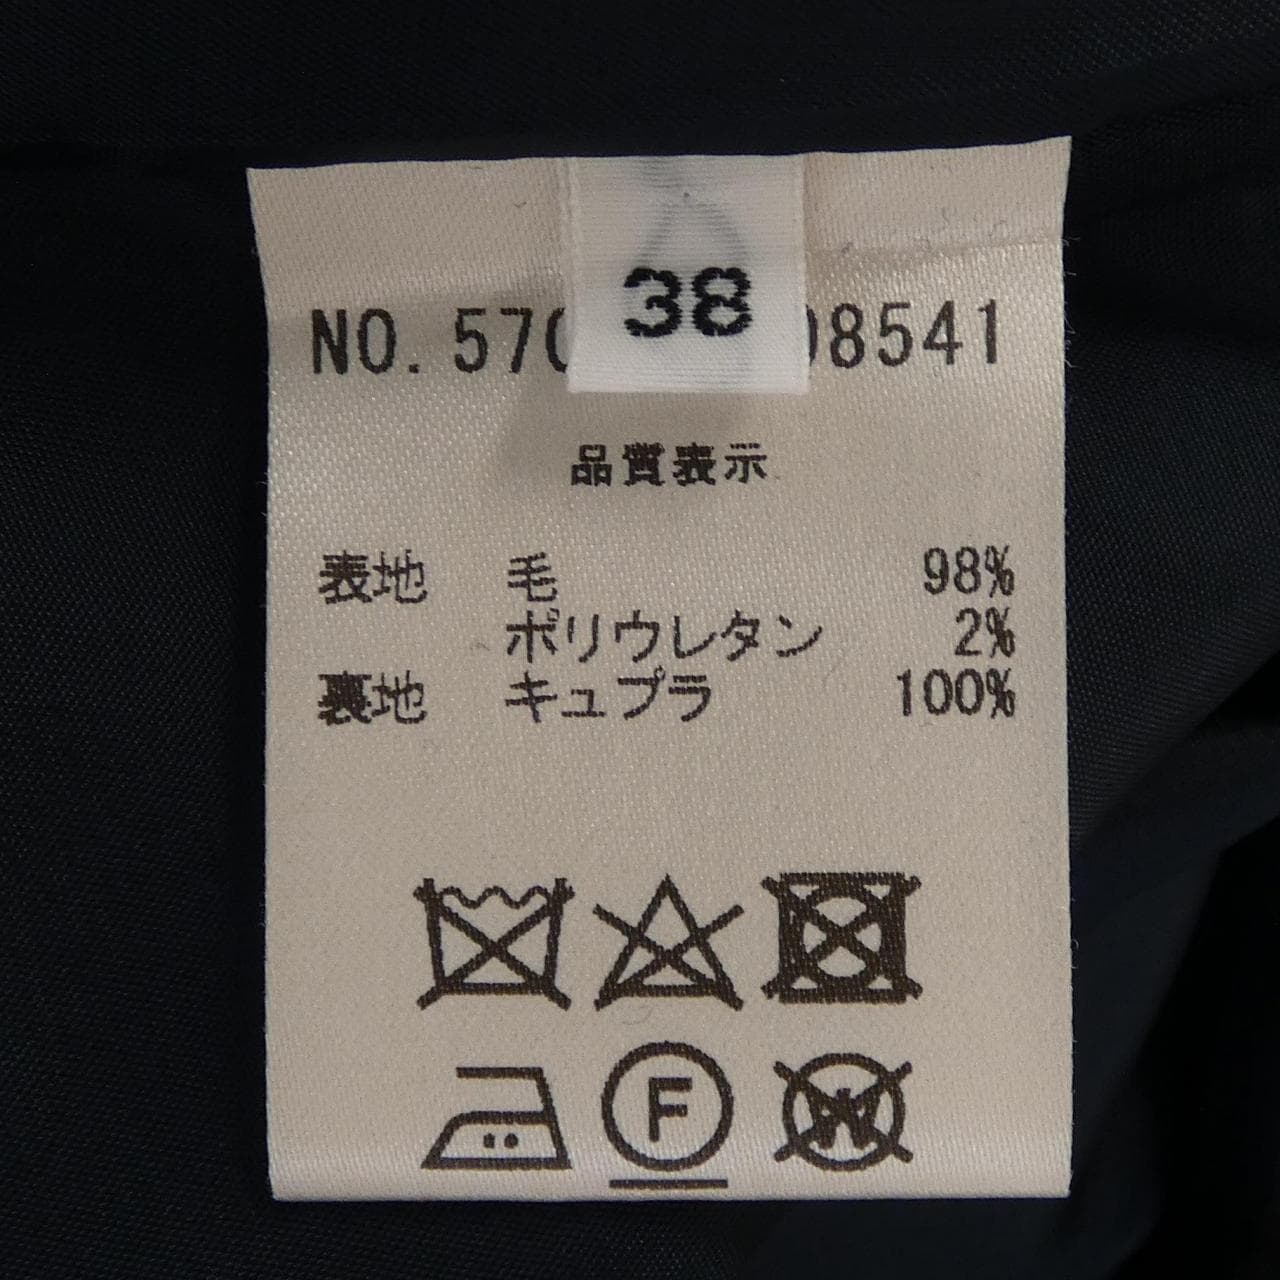 38
NO. 570 08541
品質表示
表地 毛 98%
ポリウレタン 2%
裏地 キュプラ 100%
F
W